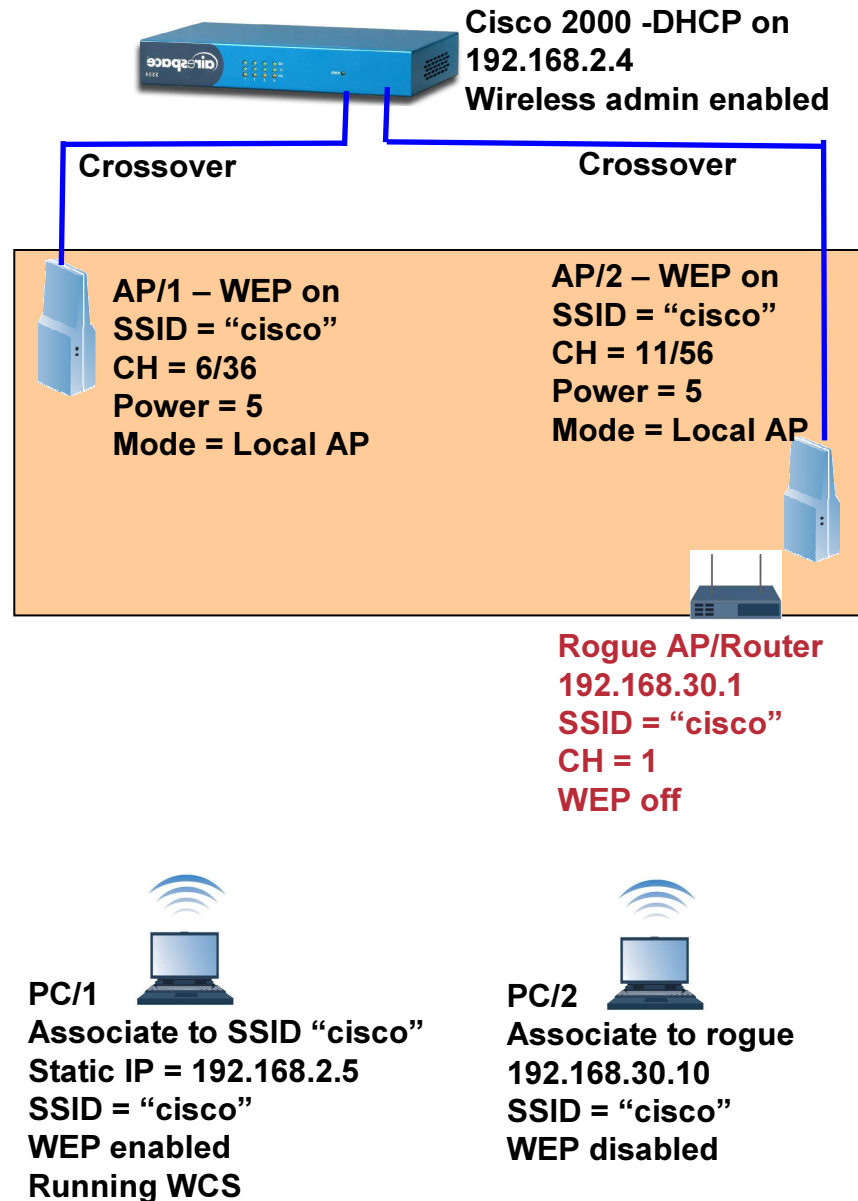 Cisco 2000 -DHCP on
192.168.2.4
Wireless admin enabled
airespace
3504
Crossover
Crossover
AP/1 – WEP on
SSID = “cisco”
CH = 6/36
Power = 5
Mode = Local AP
AP/2 – WEP on
SSID = “cisco”
CH = 11/56
Power = 5
Mode = Local AP
Rogue AP/Router
192.168.30.1
SSID = “cisco”
CH = 1
WEP off
PC/1
Associate to SSID “cisco”
Static IP = 192.168.2.5
SSID = “cisco”
WEP enabled
Running WCS
PC/2
Associate to rogue
192.168.30.10
SSID = “cisco”
WEP disabled